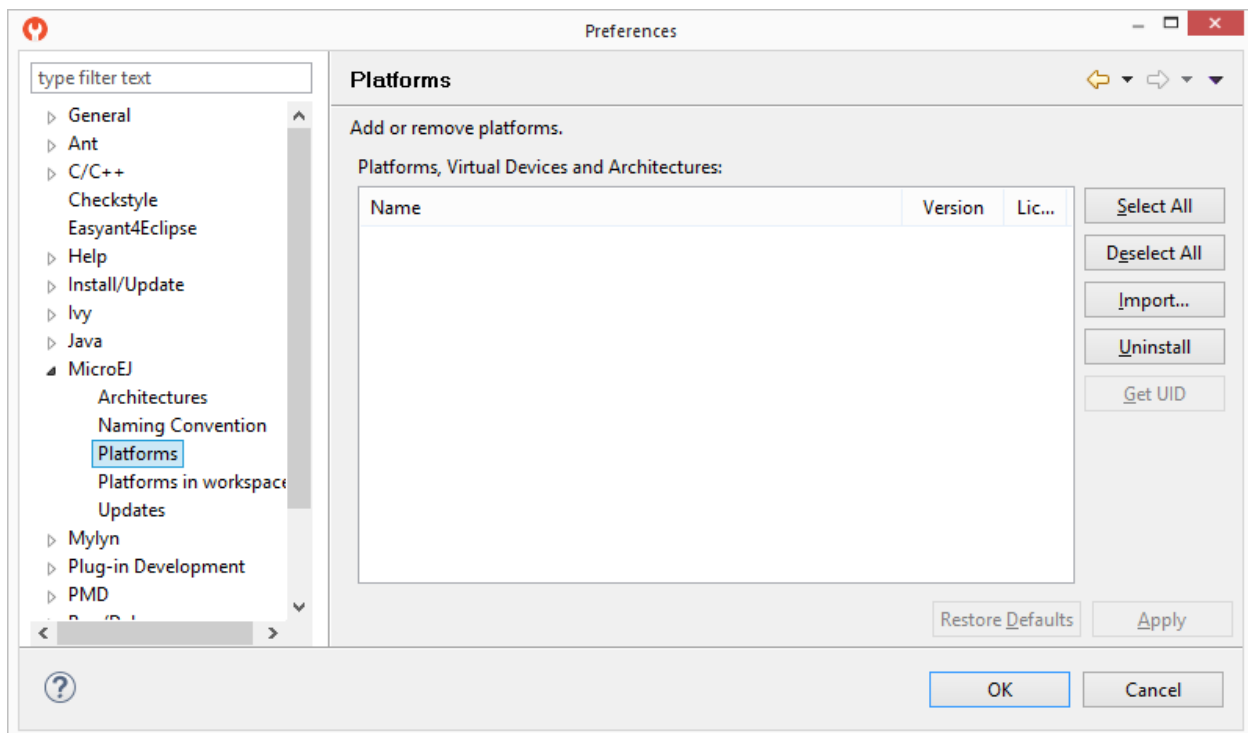 Preferences
type filter text
General
Ant
C/C++
Checkstyle
Easyant4Eclipse
Help
Install/Update
Ivy
Java
MicroEJ
Architectures
Naming Convention
Platforms
Platforms in workspace
Updates
Mylyn
Plug-in Development
PMD
Platforms
Add or remove platforms.
Platforms, Virtual Devices and Architectures:
Name Version Lic...
Select All
Deselect All
Import...
Uninstall
Get UID
Restore Defaults Apply
? OK Cancel